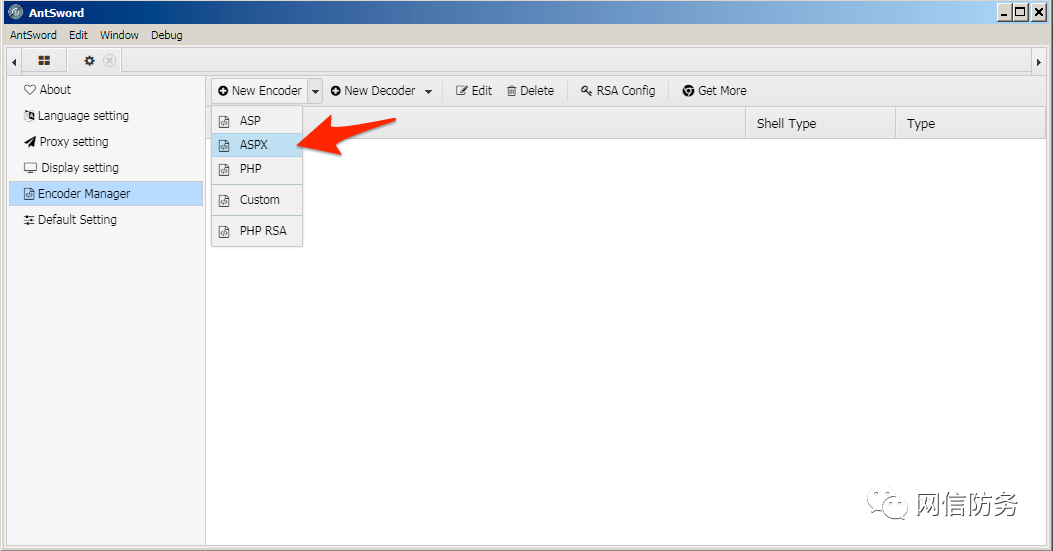 AntSword
AntSword Edit Window Debug
About
Language setting
Proxy setting
Display setting
Encoder Manager
Default Setting
New Encoder New Decoder Edit Delete RSA Config Get More
Shell Type Type
ASP
ASPX
PHP
Custom
PHP RSA
网信防务